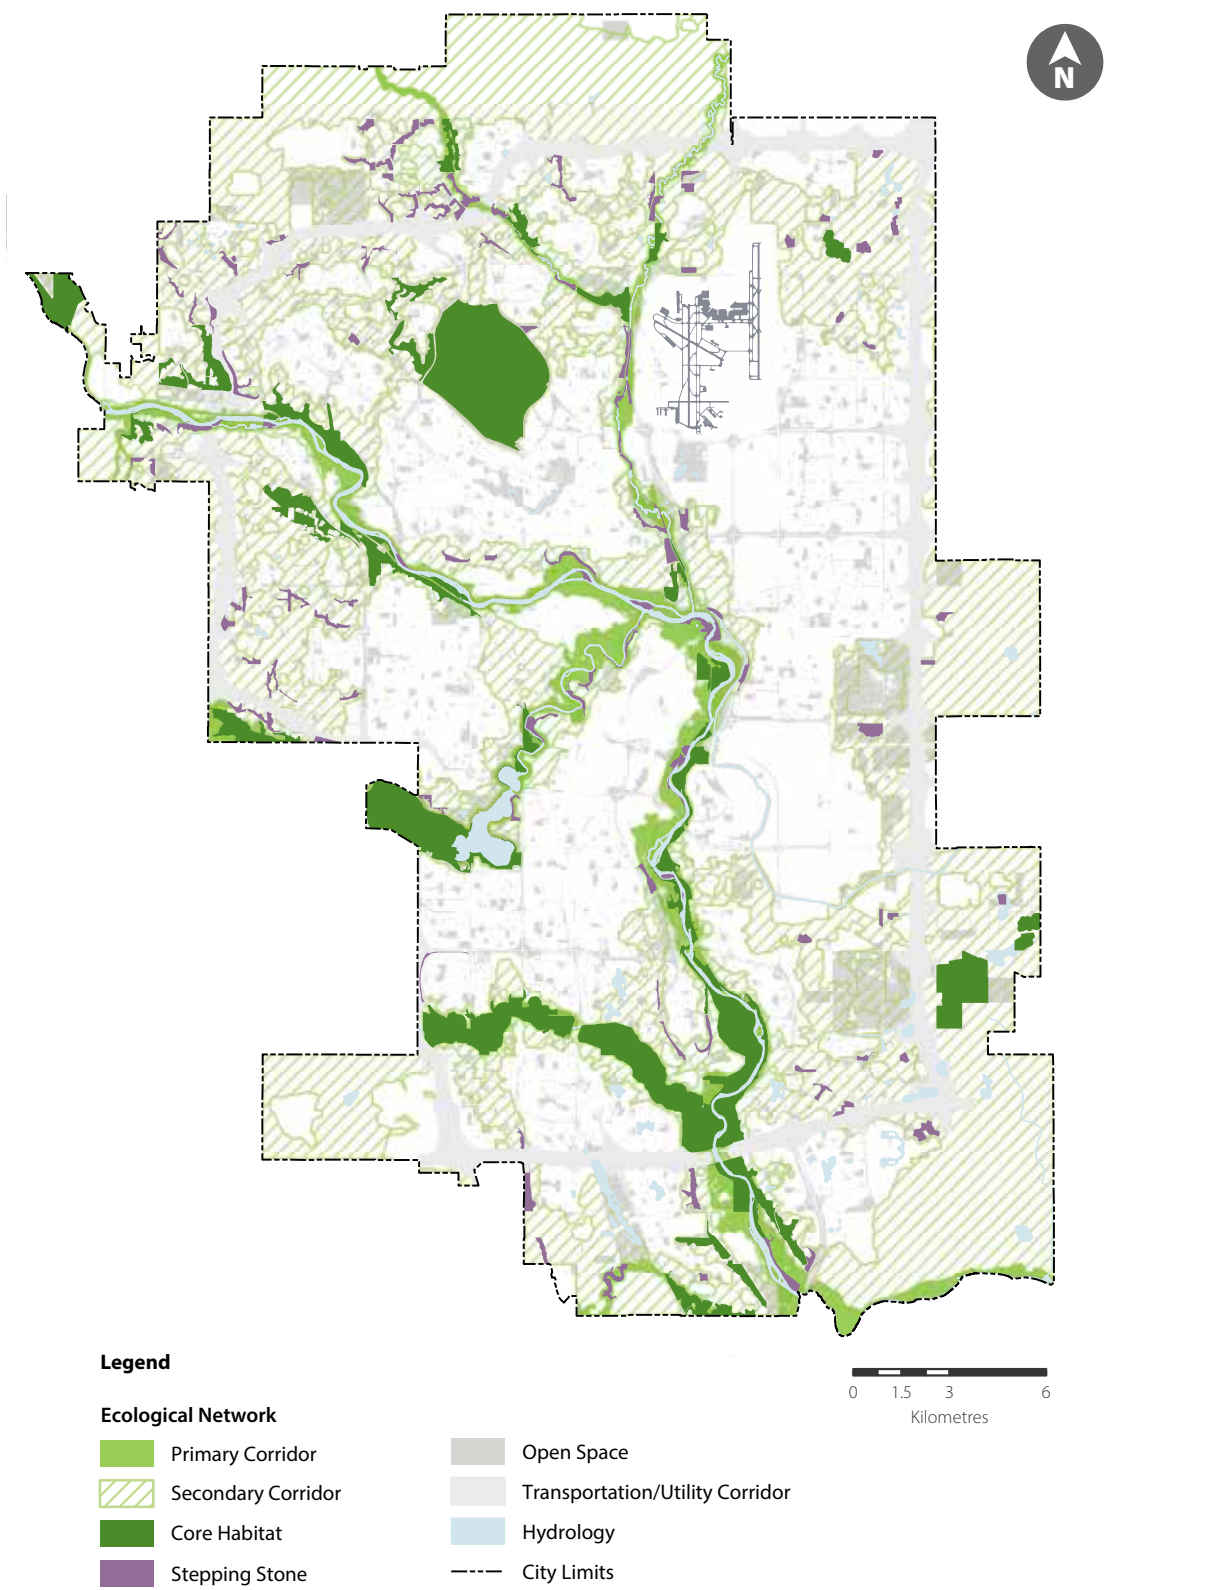 N
Legend
0 1.5 3 6
Kilometres
Ecological Network
Primary Corridor
Secondary Corridor
Core Habitat
Stepping Stone
Open Space
Transportation/Utility Corridor
Hydrology
City Limits